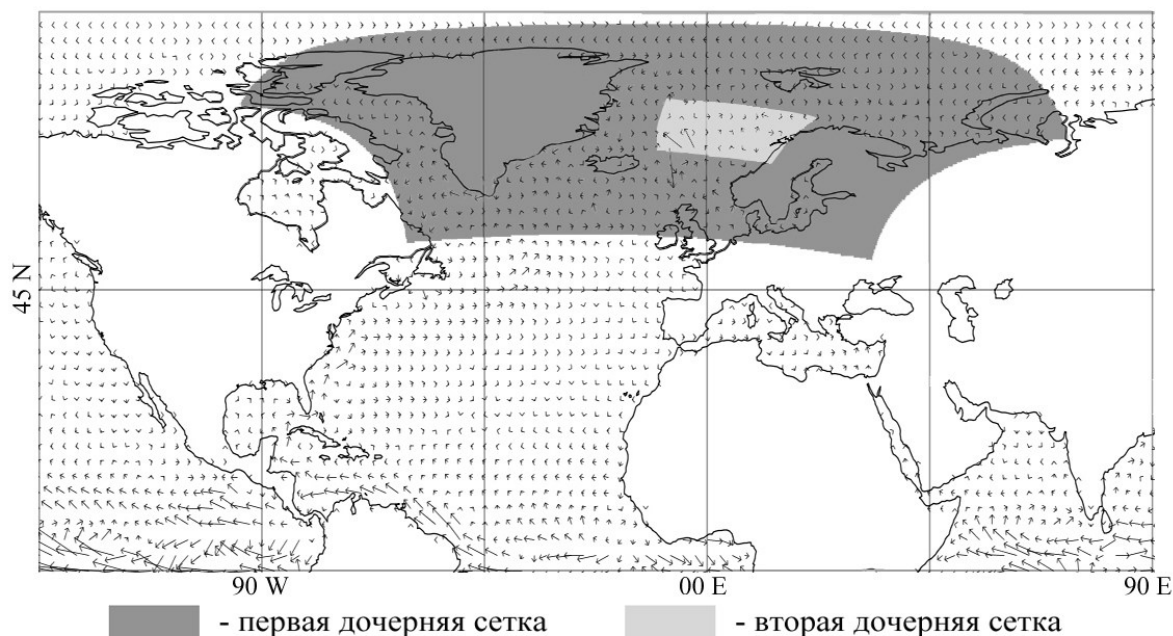 45 N
90 W
00 E
90 E
- первая дочерняя сетка
- вторая дочерняя сетка